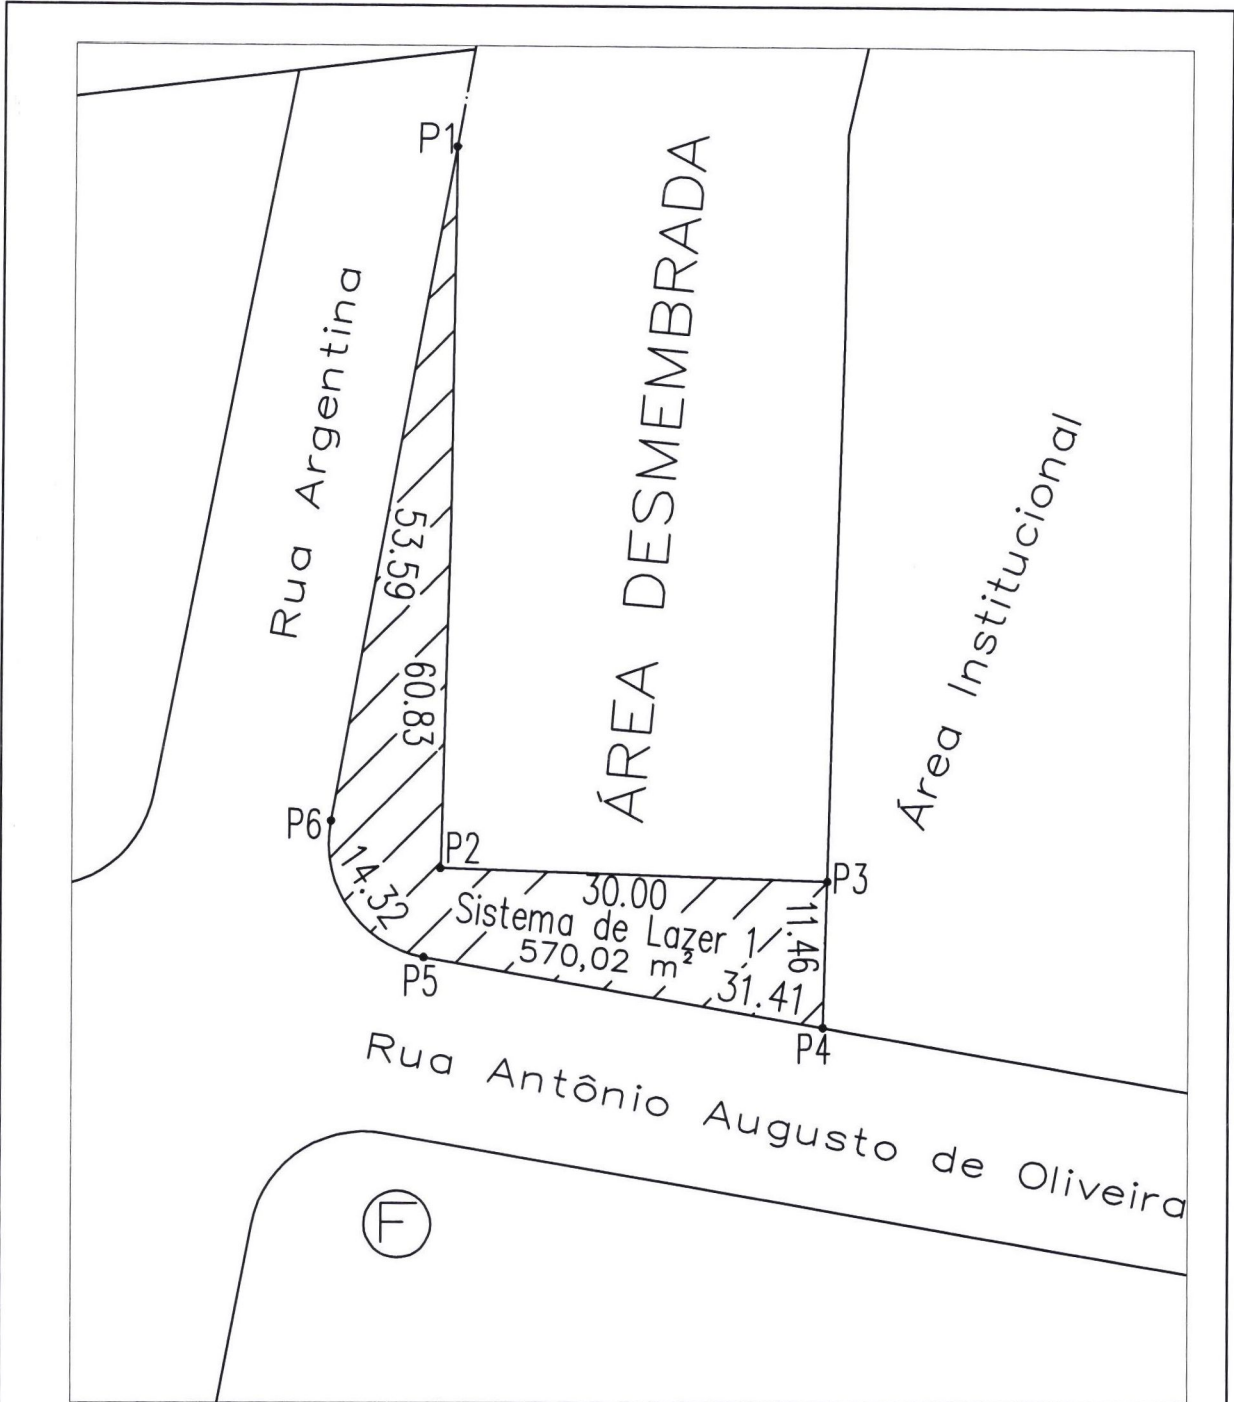 P1
ÁREA DESMEMBRADA
Rua Argentina
Área Institucional
53.59
60.83
P6
P2
P3
14.32
30.00
11.46
Sistema de Lazer 1
570,02 m²
31.41
P5
P4
Rua Antônio Augusto de Oliveira
F